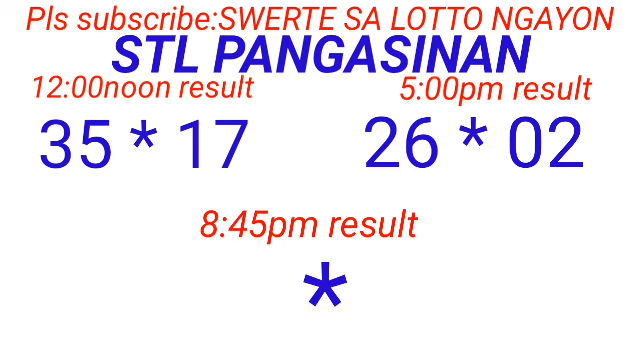 Pls subscribe:SWERTE SA LOTTO NGAYON
STL PANGASINAN
12:00noon result 5:00pm result
35 * 17 26 * 02
8:45pm result
*